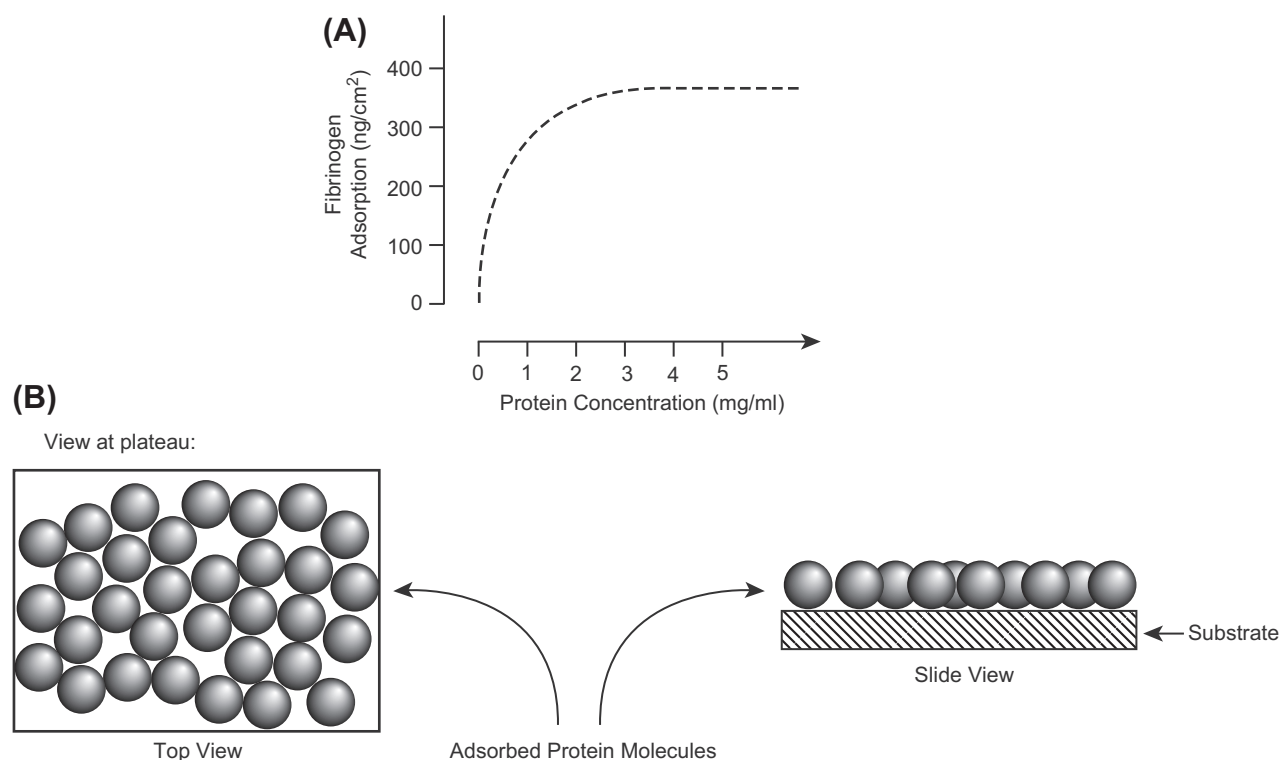 (A)
Fibrinogen
Adsorption (ng/cm²)
400
300
200
100
0
0 1 2 3 4 5
Protein Concentration (mg/ml)
(B)
View at plateau:
Substrate
Slide View
Top View
Adsorbed Protein Molecules